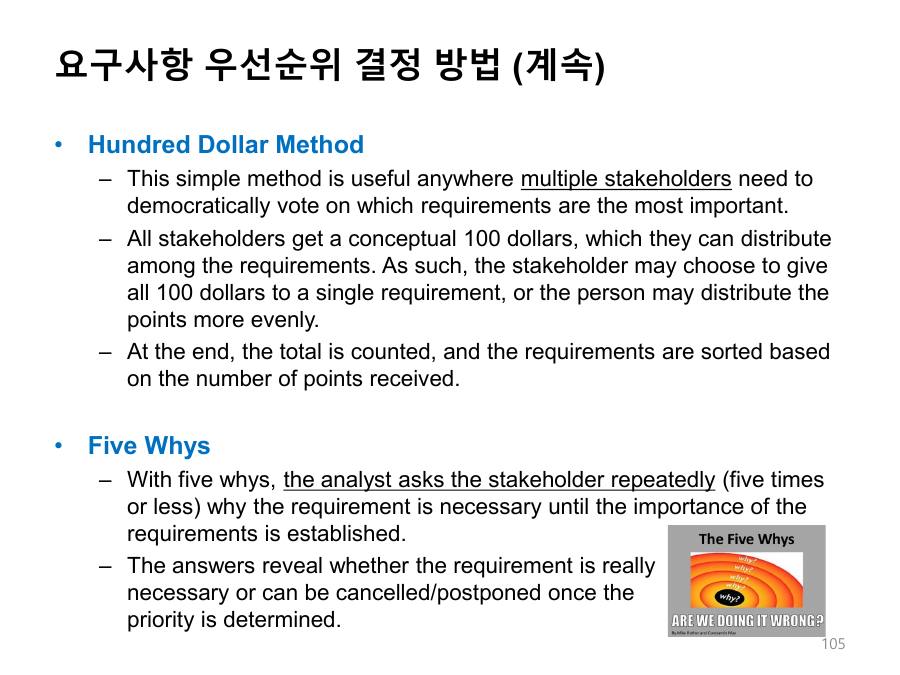 요구사항 우선순위 결정 방법 (계속)
• Hundred Dollar Method
– This simple method is useful anywhere multiple stakeholders need to
democratically vote on which requirements are the most important.
– All stakeholders get a conceptual 100 dollars, which they can distribute
among the requirements. As such, the stakeholder may choose to give
all 100 dollars to a single requirement, or the person may distribute the
points more evenly.
– At the end, the total is counted, and the requirements are sorted based
on the number of points received.
• Five Whys
– With five whys, the analyst asks the stakeholder repeatedly (five times
or less) why the requirement is necessary until the importance of the
requirements is established.
– The answers reveal whether the requirement is really
necessary or can be cancelled/postponed once the
priority is determined.
The Five Whys
why?
why?
why?
why?
why?
ARE WE DOING IT WRONG?
By Mike Rother and Constantin May
105